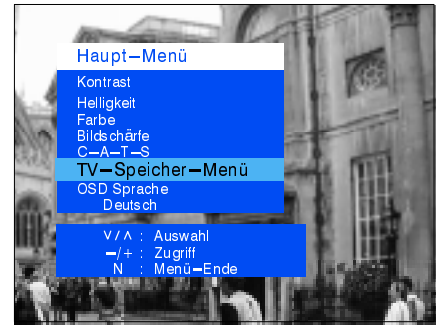 Haupt–Menü
Kontrast
Helligkeit
Farbe
Bildschärfe
C–A–T–S
TV–Speicher–Menü
OSD Sprache
Deutsch
∨/∧ : Auswahl
–/+ : Zugriff
N : Menü–Ende